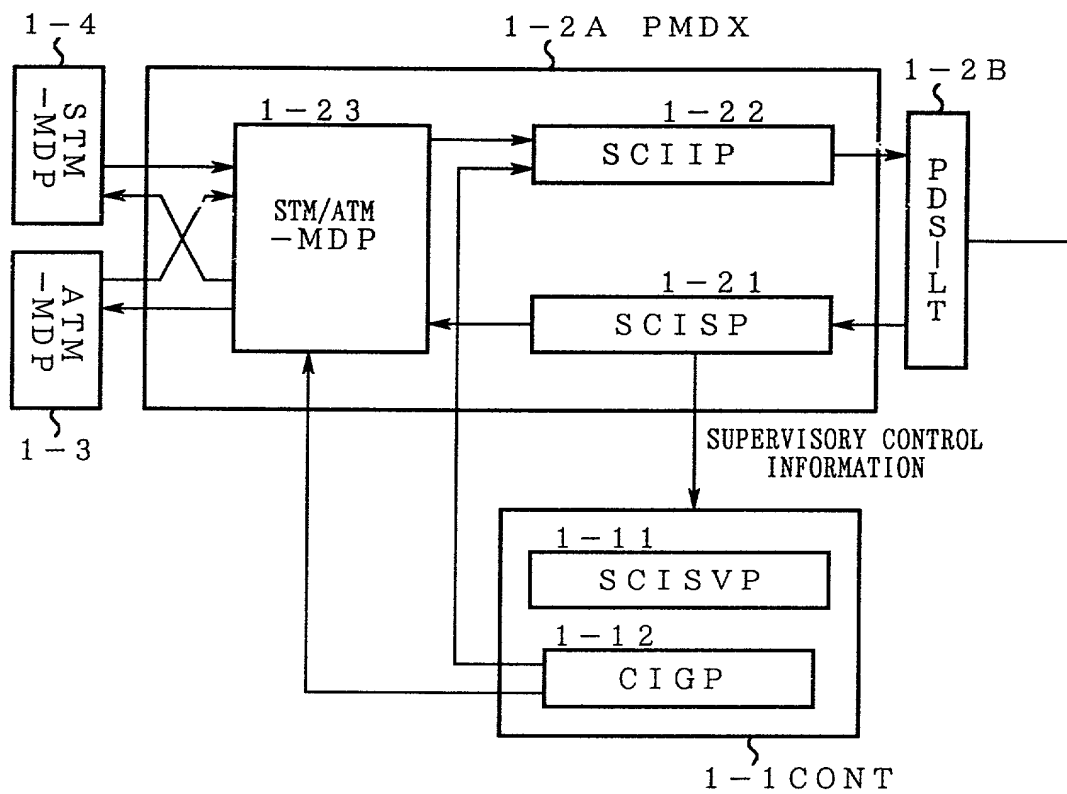 1-4
1-2A PMDX
1-2B
STM
-MDP
1-23
STM/ATM
-MDP
1-22
SCIIP
PDS-LT
ATM
-MDP
1-21
SCISP
1-3
SUPERVISORY CONTROL
INFORMATION
1-11
SCISVP
1-12
CIGP
1-1CONT